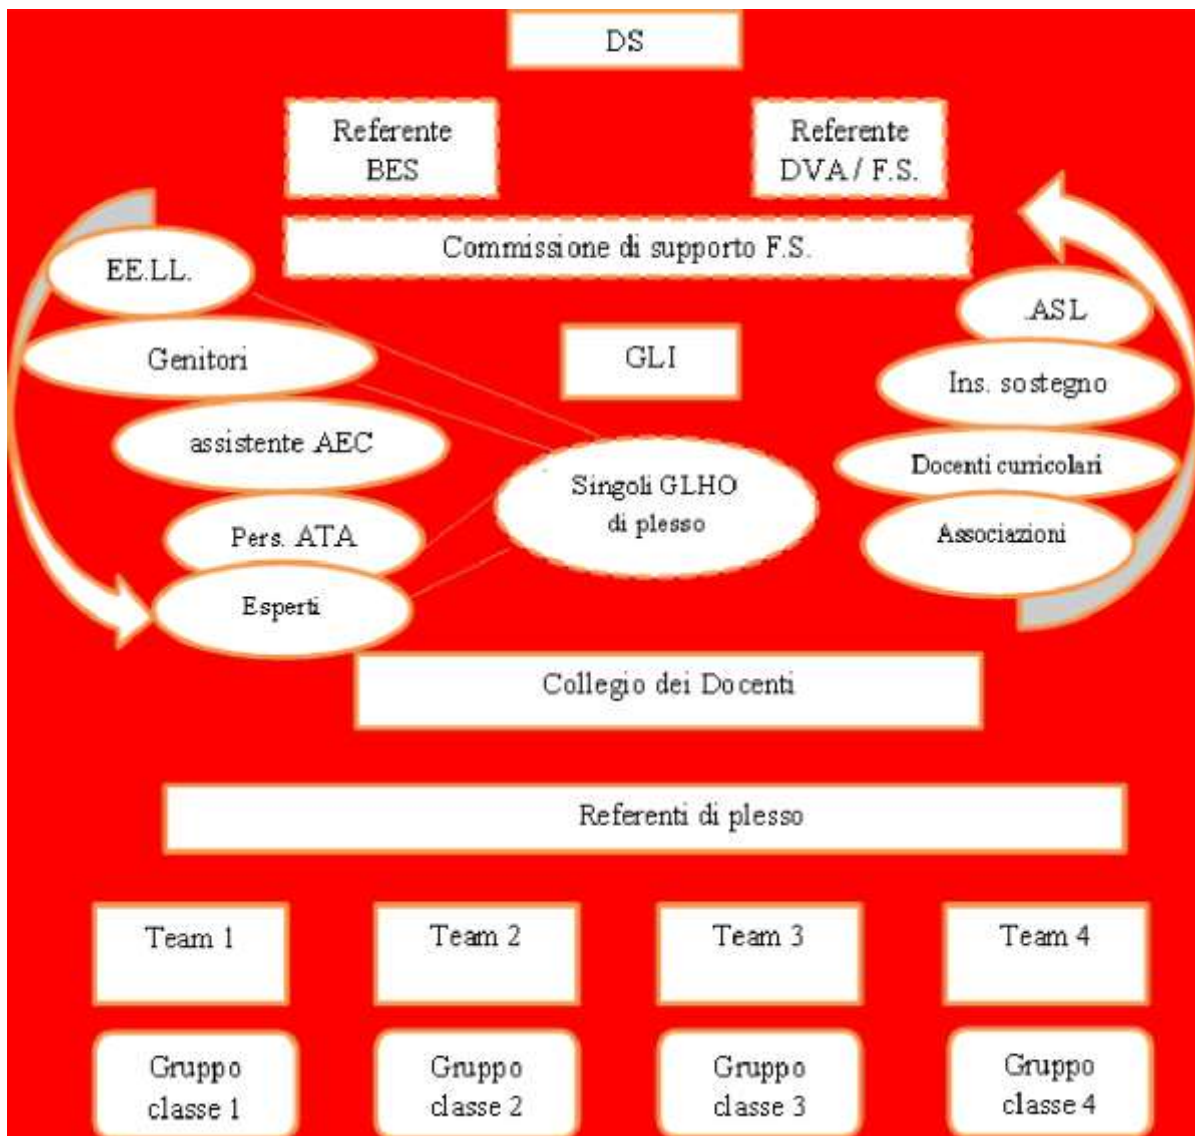 DS
Referente
BES
Referente
DVA / F.S.
Commissione di supporto F.S.
EE.LL.
Genitori
assistente AEC
Pers. ATA
Esperti
GLI
Singoli GLHO
di plesso
.ASL
Ins. sostegno
Docenti curricolari
Associazioni
Collegio dei Docenti
Referenti di plesso
Team 1
Team 2
Team 3
Team 4
Gruppo
classe 1
Gruppo
classe 2
Gruppo
classe 3
Gruppo
classe 4